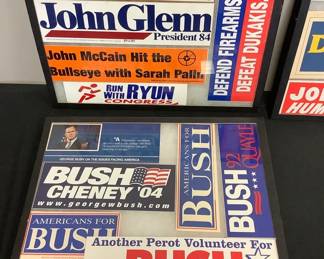 John Glenn
President 84
John McCain Hit the
Bullseye with Sarah Palin
RUN
WITH RYUN
CONGRESS
DEFEND FIREARMS
DEFEAT DUKAKIS
D
JO
HUM
GEORGE BUSH ON THE ISSUES FACING AMERICA
BUSH
CHENEY '04
www.georgewbush.com
AMERICANS FOR
BUSH
BUSH '92
QUAYLE
AMERICANS FOR
BUSH
Another Perot Volunteer For
BUSH